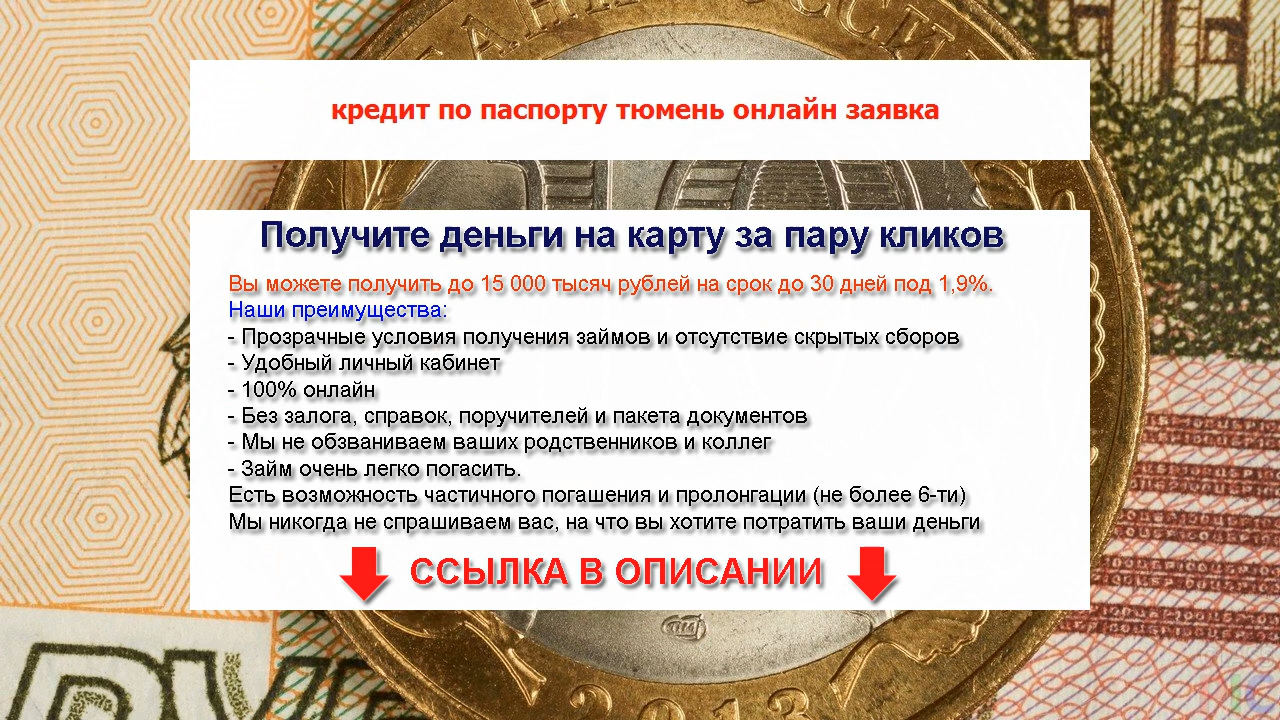 БАНК РОССИИ
кредит по паспорту тюмень онлайн заявка
Получите деньги на карту за пару кликов
Вы можете получить до 15 000 тысяч рублей на срок до 30 дней под 1,9%.
Наши преимущества:
- Прозрачные условия получения займов и отсутствие скрытых сборов
- Удобный личный кабинет
- 100% онлайн
- Без залога, справок, поручителей и пакета документов
- Мы не обзваниваем ваших родственников и коллег
- Займ очень легко погасить.
Есть возможность частичного погашения и пролонгации (не более 6-ти)
Мы никогда не спрашиваем вас, на что вы хотите потратить ваши деньги
ССЫЛКА В ОПИСАНИИ
2013